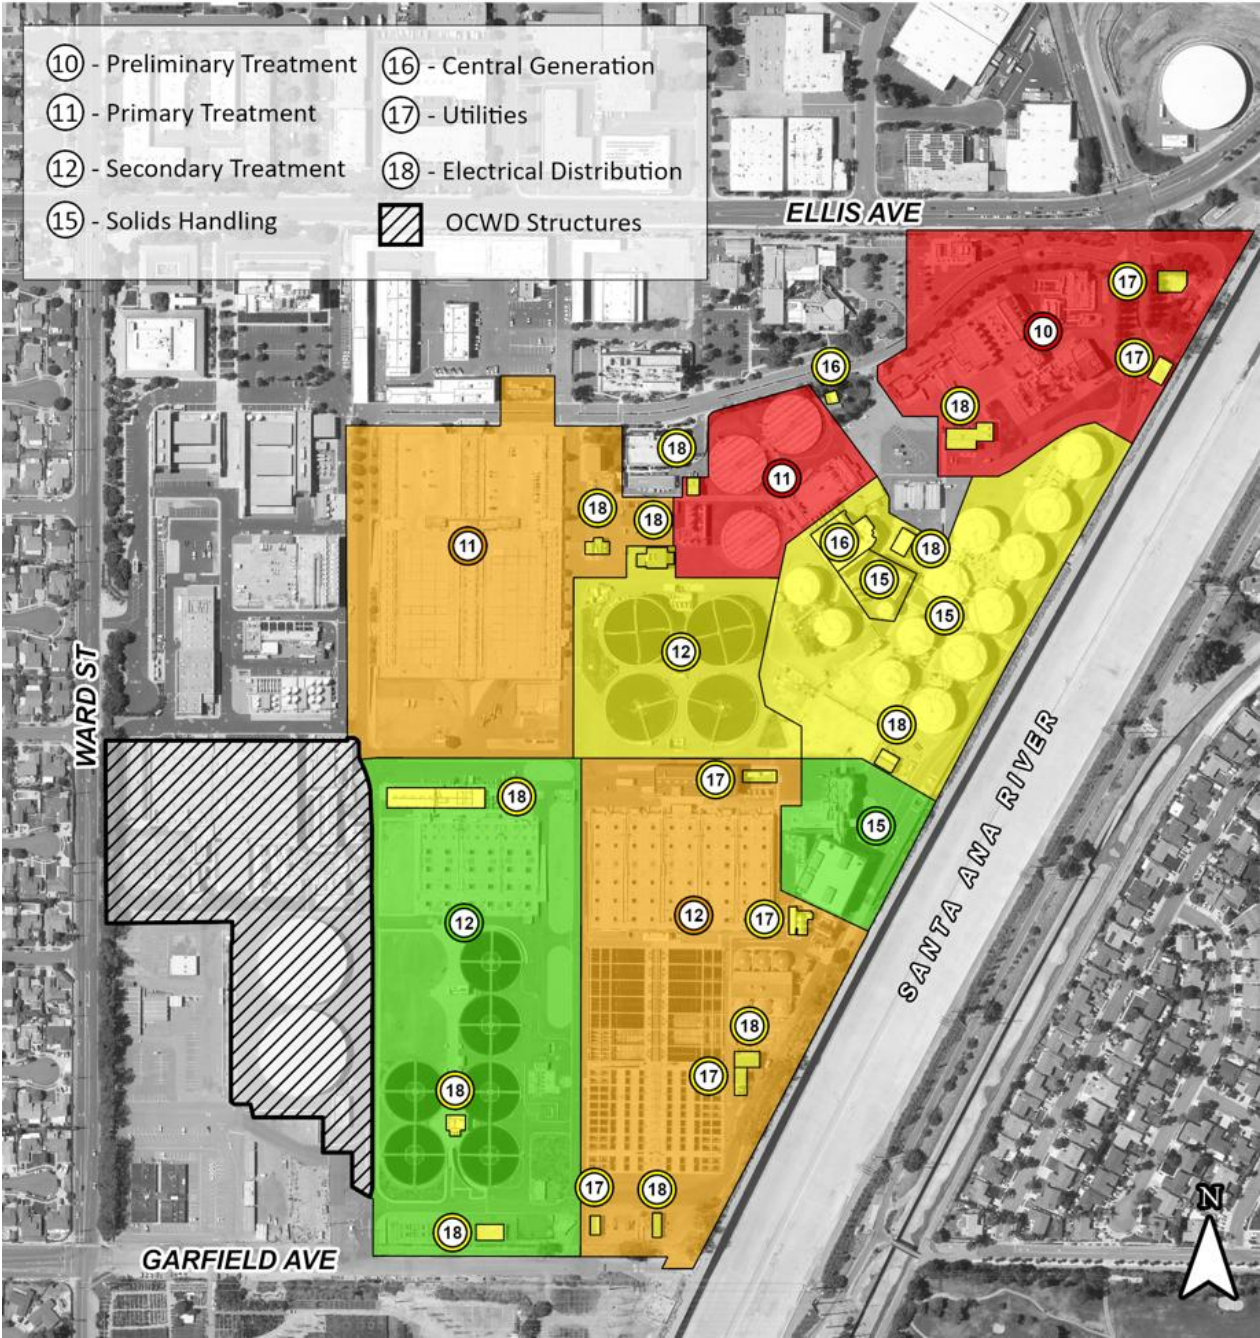 10 - Preliminary Treatment
11 - Primary Treatment
12 - Secondary Treatment
15 - Solids Handling
16 - Central Generation
17 - Utilities
18 - Electrical Distribution
OCWD Structures
ELLIS AVE
17
10
17
16
18
18
11
18
18
11
16
18
15
15
12
18
17
18
15
12
12
17
18
17
18
17
18
18
WARD ST
SANTA ANA RIVER
GARFIELD AVE
N